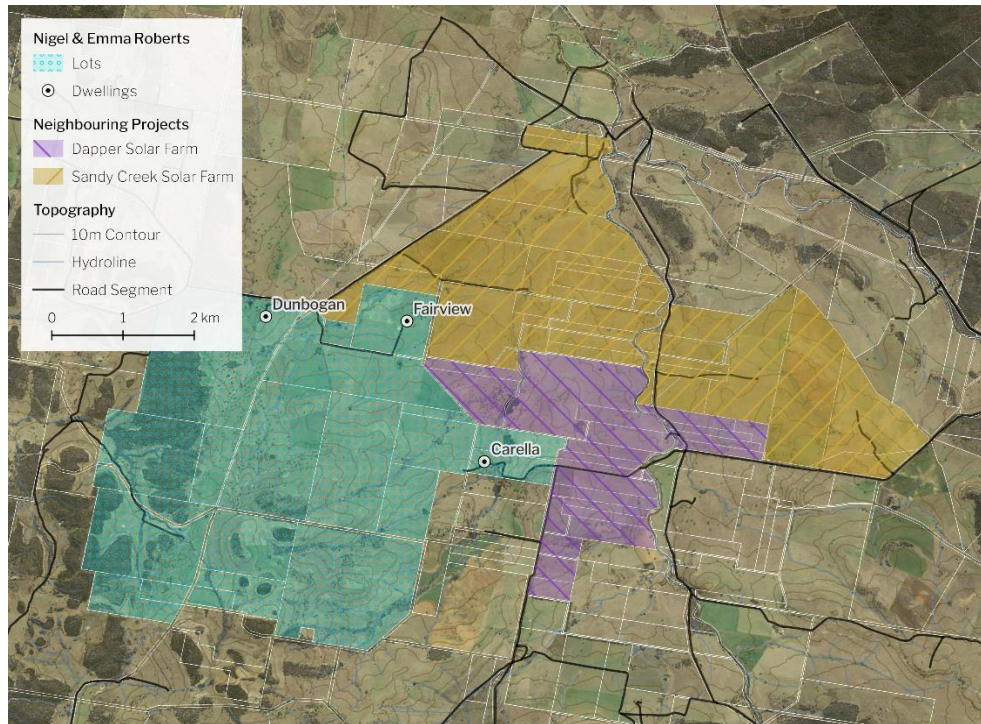 Nigel & Emma Roberts
Lots
Dwellings
Neighbouring Projects
Dapper Solar Farm
Sandy Creek Solar Farm
Topography
10m Contour
Hydroline
Road Segment
0 1 2 km
Dunbogan
Fairview
Carella